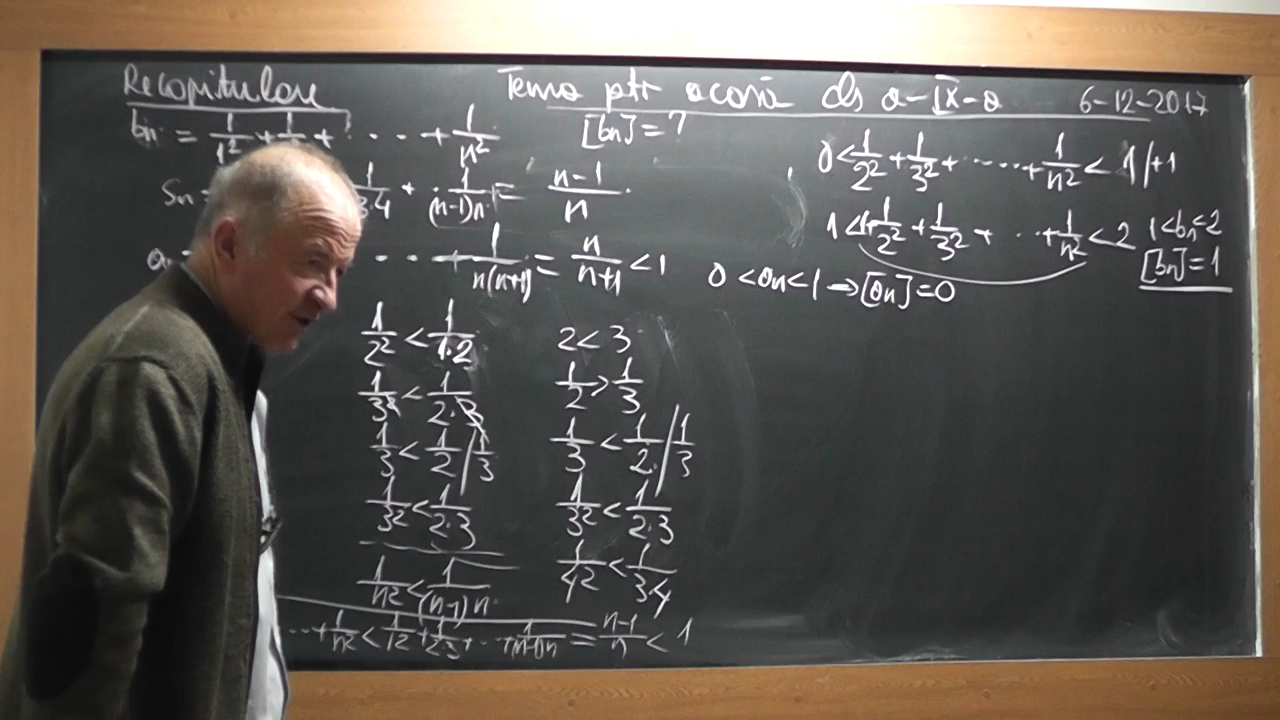 Recapitulare Tema ptr acasă cls a-IX-a 6-12-2017
bn = 1/1² + 1/ + ? ... + 1/n² [bn] = ?
0 < 1/2² + 1/3² + ...... + 1/n² < 1 /+1
Sn = 1/3·4 + · 1/(n-1)n = n-1/n
1 < 1+ 1/2² + 1/3² + ... + 1/n² < 2 1<bn<2
an = ... + 1/n(n+1) = n/n+1 < 1
[bn] = 1
0 < an < 1 → [an] = 0
1/2² < 1/1·2 2 < 3
1/3² < 1/2·3 1/2 > 1/3
1/3 < 1/2 / 1/3 1/3 < 1/2 / 1/3
1/3² < 1/2·3 1/3² < 1/2·3
1/n² < 1/(n-1)n 1/4² < 1/3·4
... + 1/n² < 1/12 + 1/23 + ... + 1/(n-1)n = n-1/n < 1